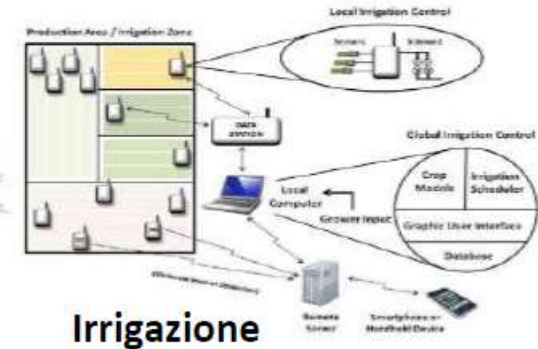 Local Irrigation Control
Production Area / Irrigation Zone
Sensors
Solenoid
DATA
STATION
Global Irrigation Control
Crop
Models
Irrigation
Scheduler
Local
Computer
Grower Input
Graphic User Interface
Database
Remote
Server
Smartphone or
Handheld Device
Irrigazione